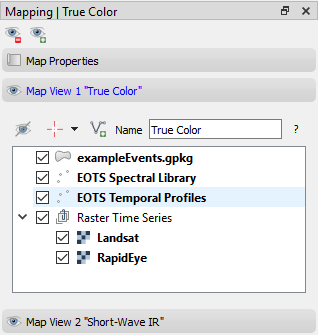 Mapping | True Color
Map Properties
Map View 1 "True Color"
Name True Color ?
exampleEvents.gpkg
EOTS Spectral Library
EOTS Temporal Profiles
Raster Time Series
Landsat
RapidEye
Map View 2 "Short-Wave IR"